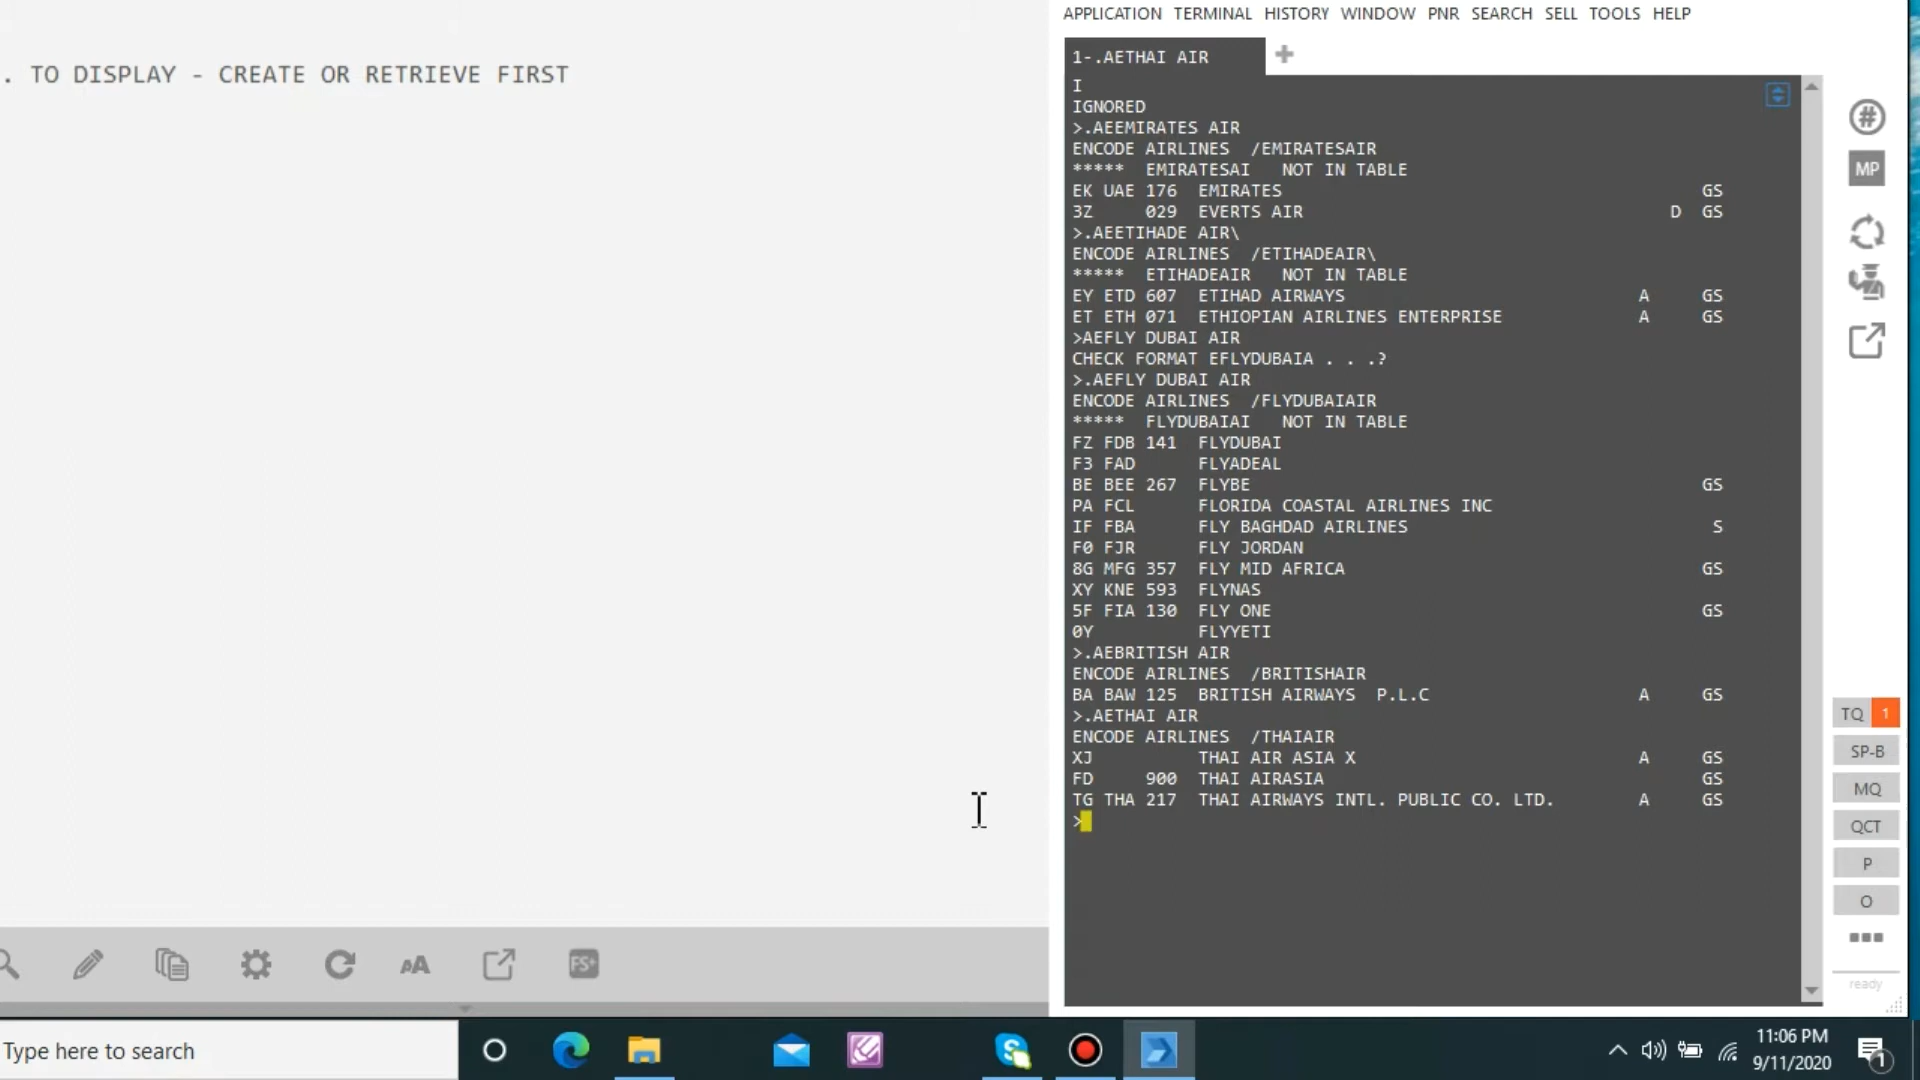 APPLICATION TERMINAL HISTORY WINDOW PNR SEARCH SELL TOOLS HELP
. TO DISPLAY - CREATE OR RETRIEVE FIRST
1-.AETHAI AIR
I
IGNORED
>.AEEMIRATES AIR
ENCODE AIRLINES /EMIRATESAIR
***** EMIRATESAI NOT IN TABLE
EK UAE 176 EMIRATES GS
3Z 029 EVERTS AIR D GS
>.AEETIHADE AIR\
ENCODE AIRLINES /ETIHADEAIR\
***** ETIHADEAIR NOT IN TABLE
EY ETD 607 ETIHAD AIRWAYS A GS
ET ETH 071 ETHIOPIAN AIRLINES ENTERPRISE A GS
>AEFLY DUBAI AIR
CHECK FORMAT EFLYDUBAIA . . .?
>.AEFLY DUBAI AIR
ENCODE AIRLINES /FLYDUBAIAIR
***** FLYDUBAIAI NOT IN TABLE
FZ FDB 141 FLYDUBAI
F3 FAD FLYADEAL
BE BEE 267 FLYBE GS
PA FCL FLORIDA COASTAL AIRLINES INC
IF FBA FLY BAGHDAD AIRLINES S
F0 FJR FLY JORDAN
8G MFG 357 FLY MID AFRICA GS
XY KNE 593 FLYNAS
5F FIA 130 FLY ONE GS
0Y FLYYETI
>.AEBRITISH AIR
ENCODE AIRLINES /BRITISHAIR
BA BAW 125 BRITISH AIRWAYS P.L.C A GS
>.AETHAI AIR
ENCODE AIRLINES /THAIAIR
XJ THAI AIR ASIA X A GS
FD 900 THAI AIRASIA GS
TG THA 217 THAI AIRWAYS INTL. PUBLIC CO. LTD. A GS
>
#
MP
TQ 1
SP-B
MQ
QCT
P
O
ready
AA
FS+
Type here to search
11:06 PM
9/11/2020
1